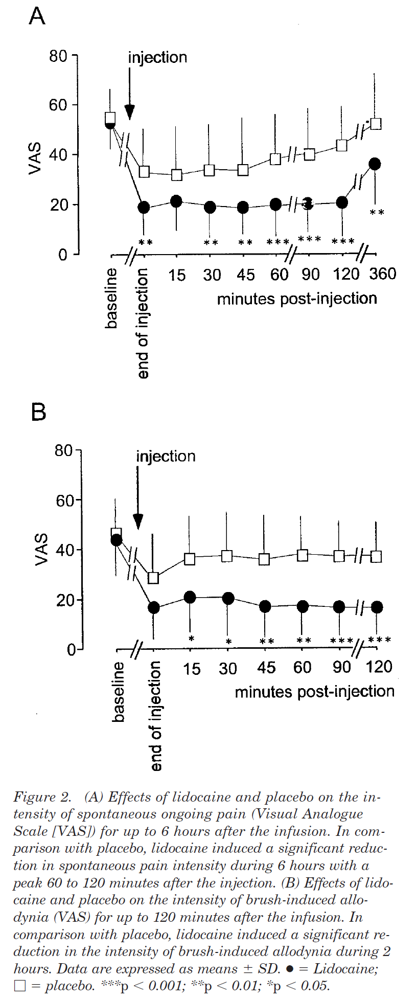 A
injection
80
60
40
20
0
VAS
** ** ** *** *** *** **
baseline
end of injection
15 30 45 60 90 120 360
minutes post-injection
B
injection
80
60
40
20
0
VAS
* * ** ** *** ***
baseline
end of injection
15 30 45 60 90 120
minutes post-injection
Figure 2. (A) Effects of lidocaine and placebo on the in-
tensity of spontaneous ongoing pain (Visual Analogue
Scale [VAS]) for up to 6 hours after the infusion. In com-
parison with placebo, lidocaine induced a significant reduc-
tion in spontaneous pain intensity during 6 hours with a
peak 60 to 120 minutes after the injection. (B) Effects of lido-
caine and placebo on the intensity of brush-induced allo-
dynia (VAS) for up to 120 minutes after the infusion. In
comparison with placebo, lidocaine induced a significant re-
duction in the intensity of brush-induced allodynia during 2
hours. Data are expressed as means ± SD. ● = Lidocaine;
□ = placebo. ***p < 0.001; **p < 0.01; *p < 0.05.